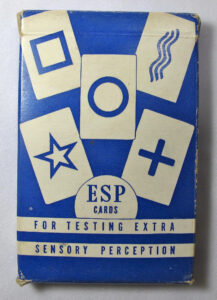 ESP
CARDS
FOR TESTING EXTRA
SENSORY PERCEPTION